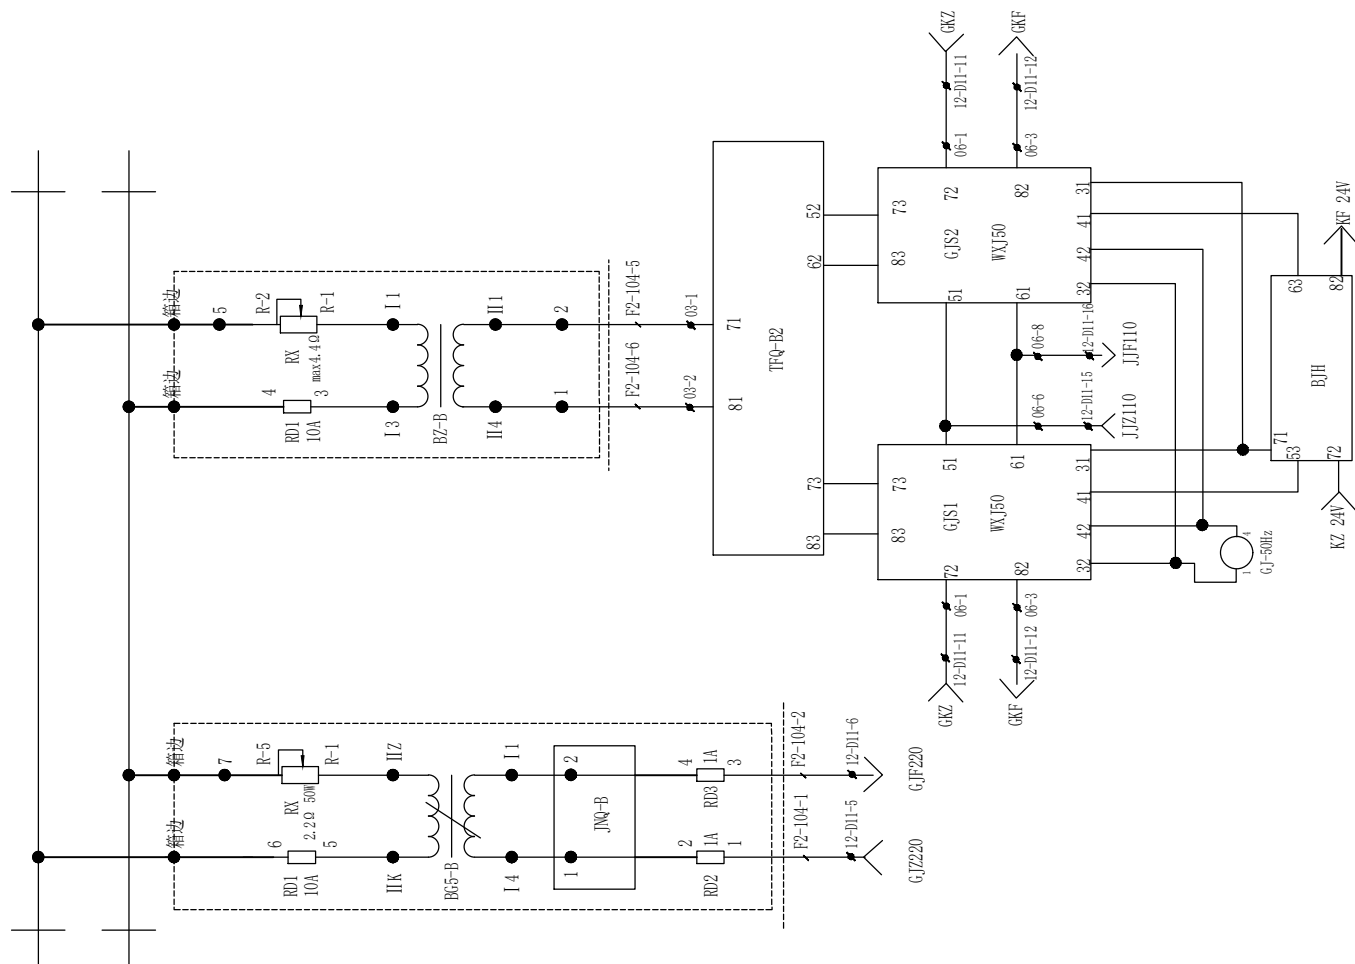 GKZ
12-D11-11
06-1
GKF
12-D11-12
06-3
箱边
5
R-2
R-1
RX
max4.4Ω
I1
II1
2
F2-104-5
03-1
71
箱边
4
3
RD1
10A
I3
BZ-B
II4
1
F2-104-6
03-2
81
TFQ-B2
52
62
73
83
73
83
72
82
GJS2
WXJ50
51
61
31
41
42
32
06-8
12-D11-16
JJF110
06-6
12-D11-15
JJZ110
51
61
73
83
GJS1
WXJ50
72
82
31
41
42
32
63
82
KF 24V
BJH
71
53
72
KZ 24V
1
4
GJ-50Hz
06-1
12-D11-11
GKZ
06-3
12-D11-12
GKF
箱边
7
R-5
R-1
RX
2.2Ω 50W
IIZ
I1
2
JNQ-B
4
1A
3
RD3
F2-104-2
12-D11-6
GJF220
箱边
6
5
RD1
10A
IIK
BG5-B
I4
1
2
1A
1
RD2
F2-104-1
12-D11-5
GJZ220